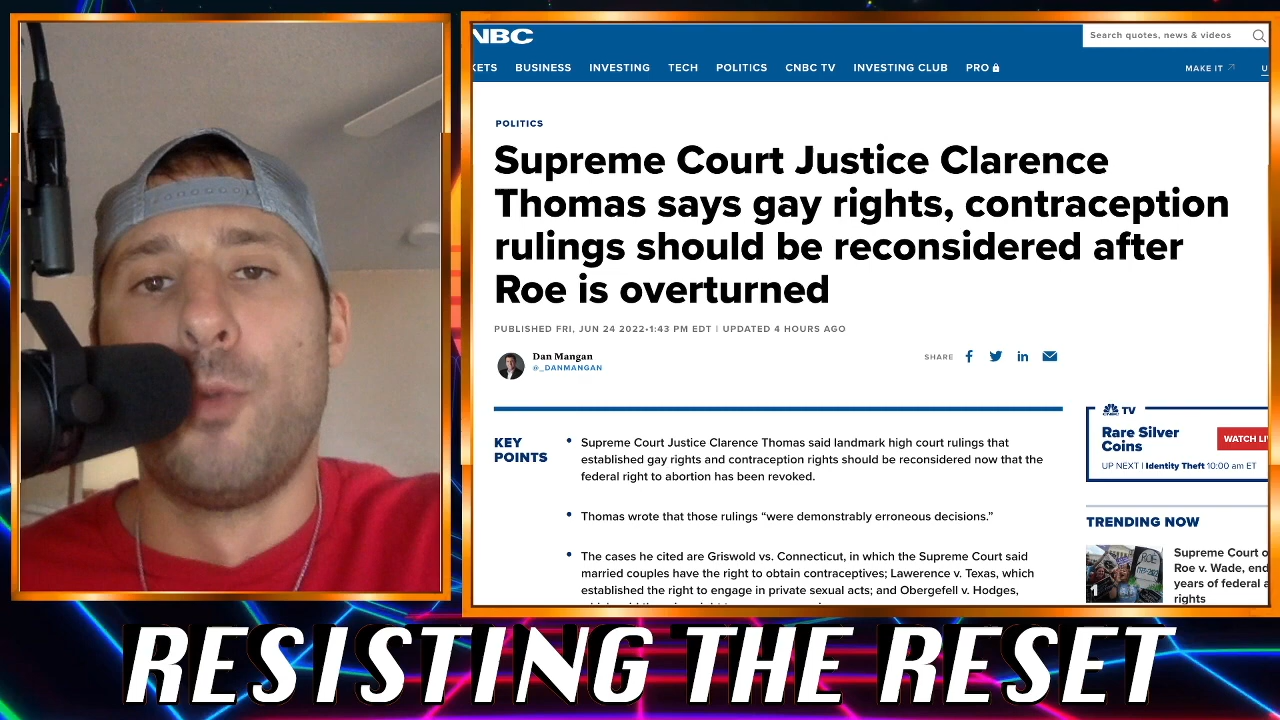 NBC
Search quotes, news & videos
KETS BUSINESS INVESTING TECH POLITICS CNBC TV INVESTING CLUB PRO MAKE IT U
POLITICS
Supreme Court Justice Clarence
Thomas says gay rights, contraception
rulings should be reconsidered after
Roe is overturned
PUBLISHED FRI, JUN 24 2022•1:43 PM EDT | UPDATED 4 HOURS AGO
Dan Mangan
@_DANMANGAN
SHARE
KEY
POINTS
• Supreme Court Justice Clarence Thomas said landmark high court rulings that
established gay rights and contraception rights should be reconsidered now that the
federal right to abortion has been revoked.
• Thomas wrote that those rulings “were demonstrably erroneous decisions.”
• The cases he cited are Griswold vs. Connecticut, in which the Supreme Court said
married couples have the right to obtain contraceptives; Lawerence v. Texas, which
established the right to engage in private sexual acts; and Obergefell v. Hodges,
CNBC TV
Rare Silver
Coins
WATCH LI
UP NEXT | Identity Theft 10:00 am ET
TRENDING NOW
1
Supreme Court o
Roe v. Wade, end
years of federal a
rights
RESISTING THE RESET